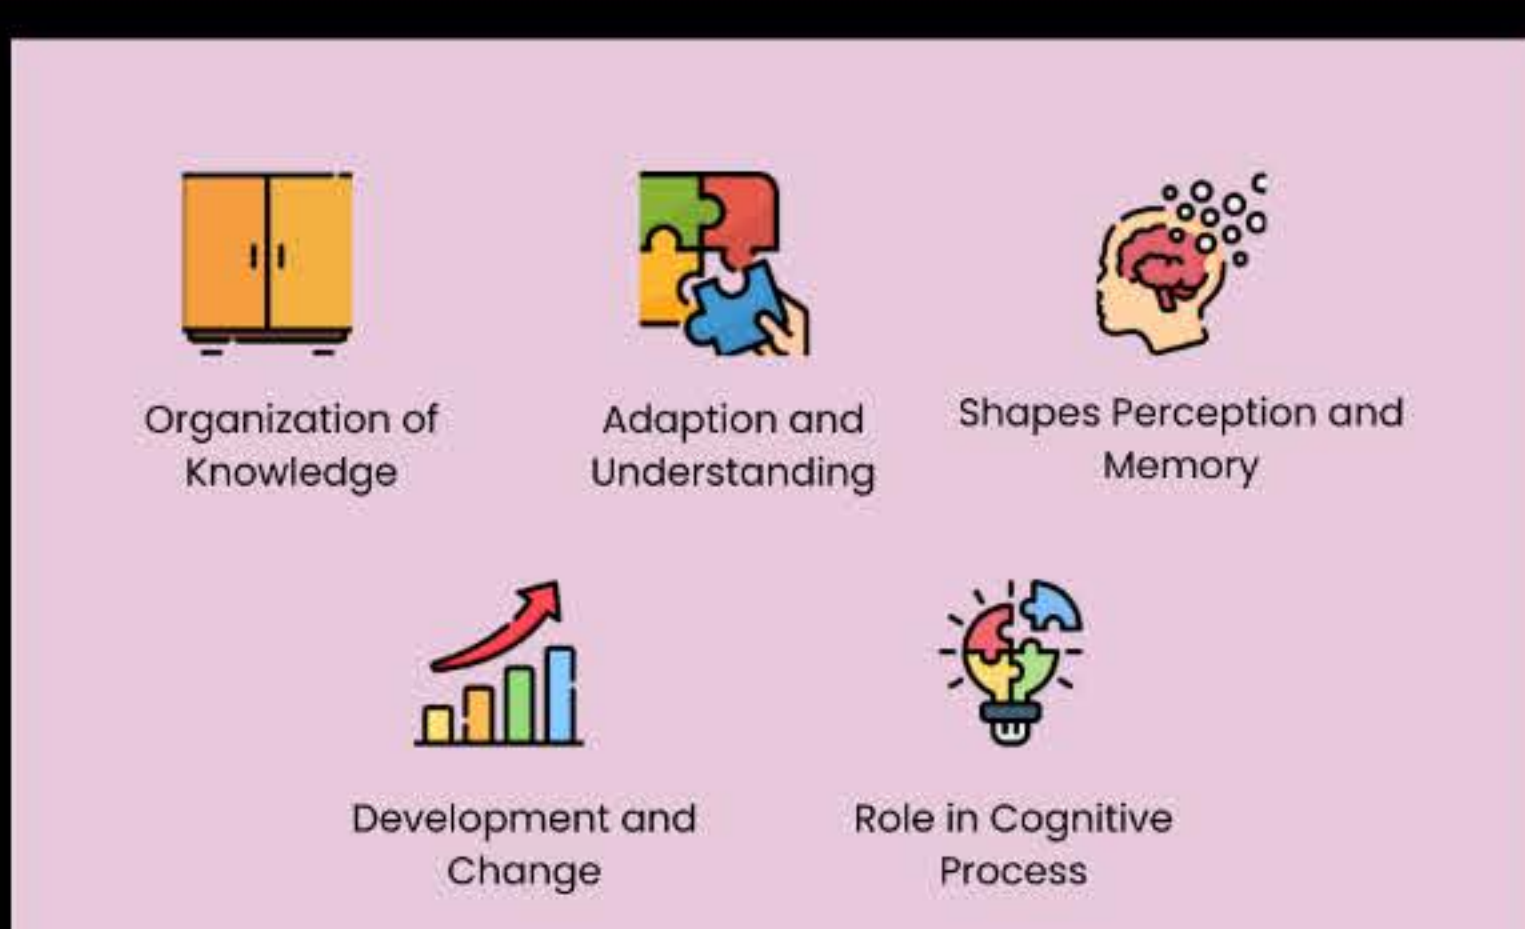 Organization of
Knowledge
Adaption and
Understanding
Shapes Perception and
Memory
Development and
Change
Role in Cognitive
Process